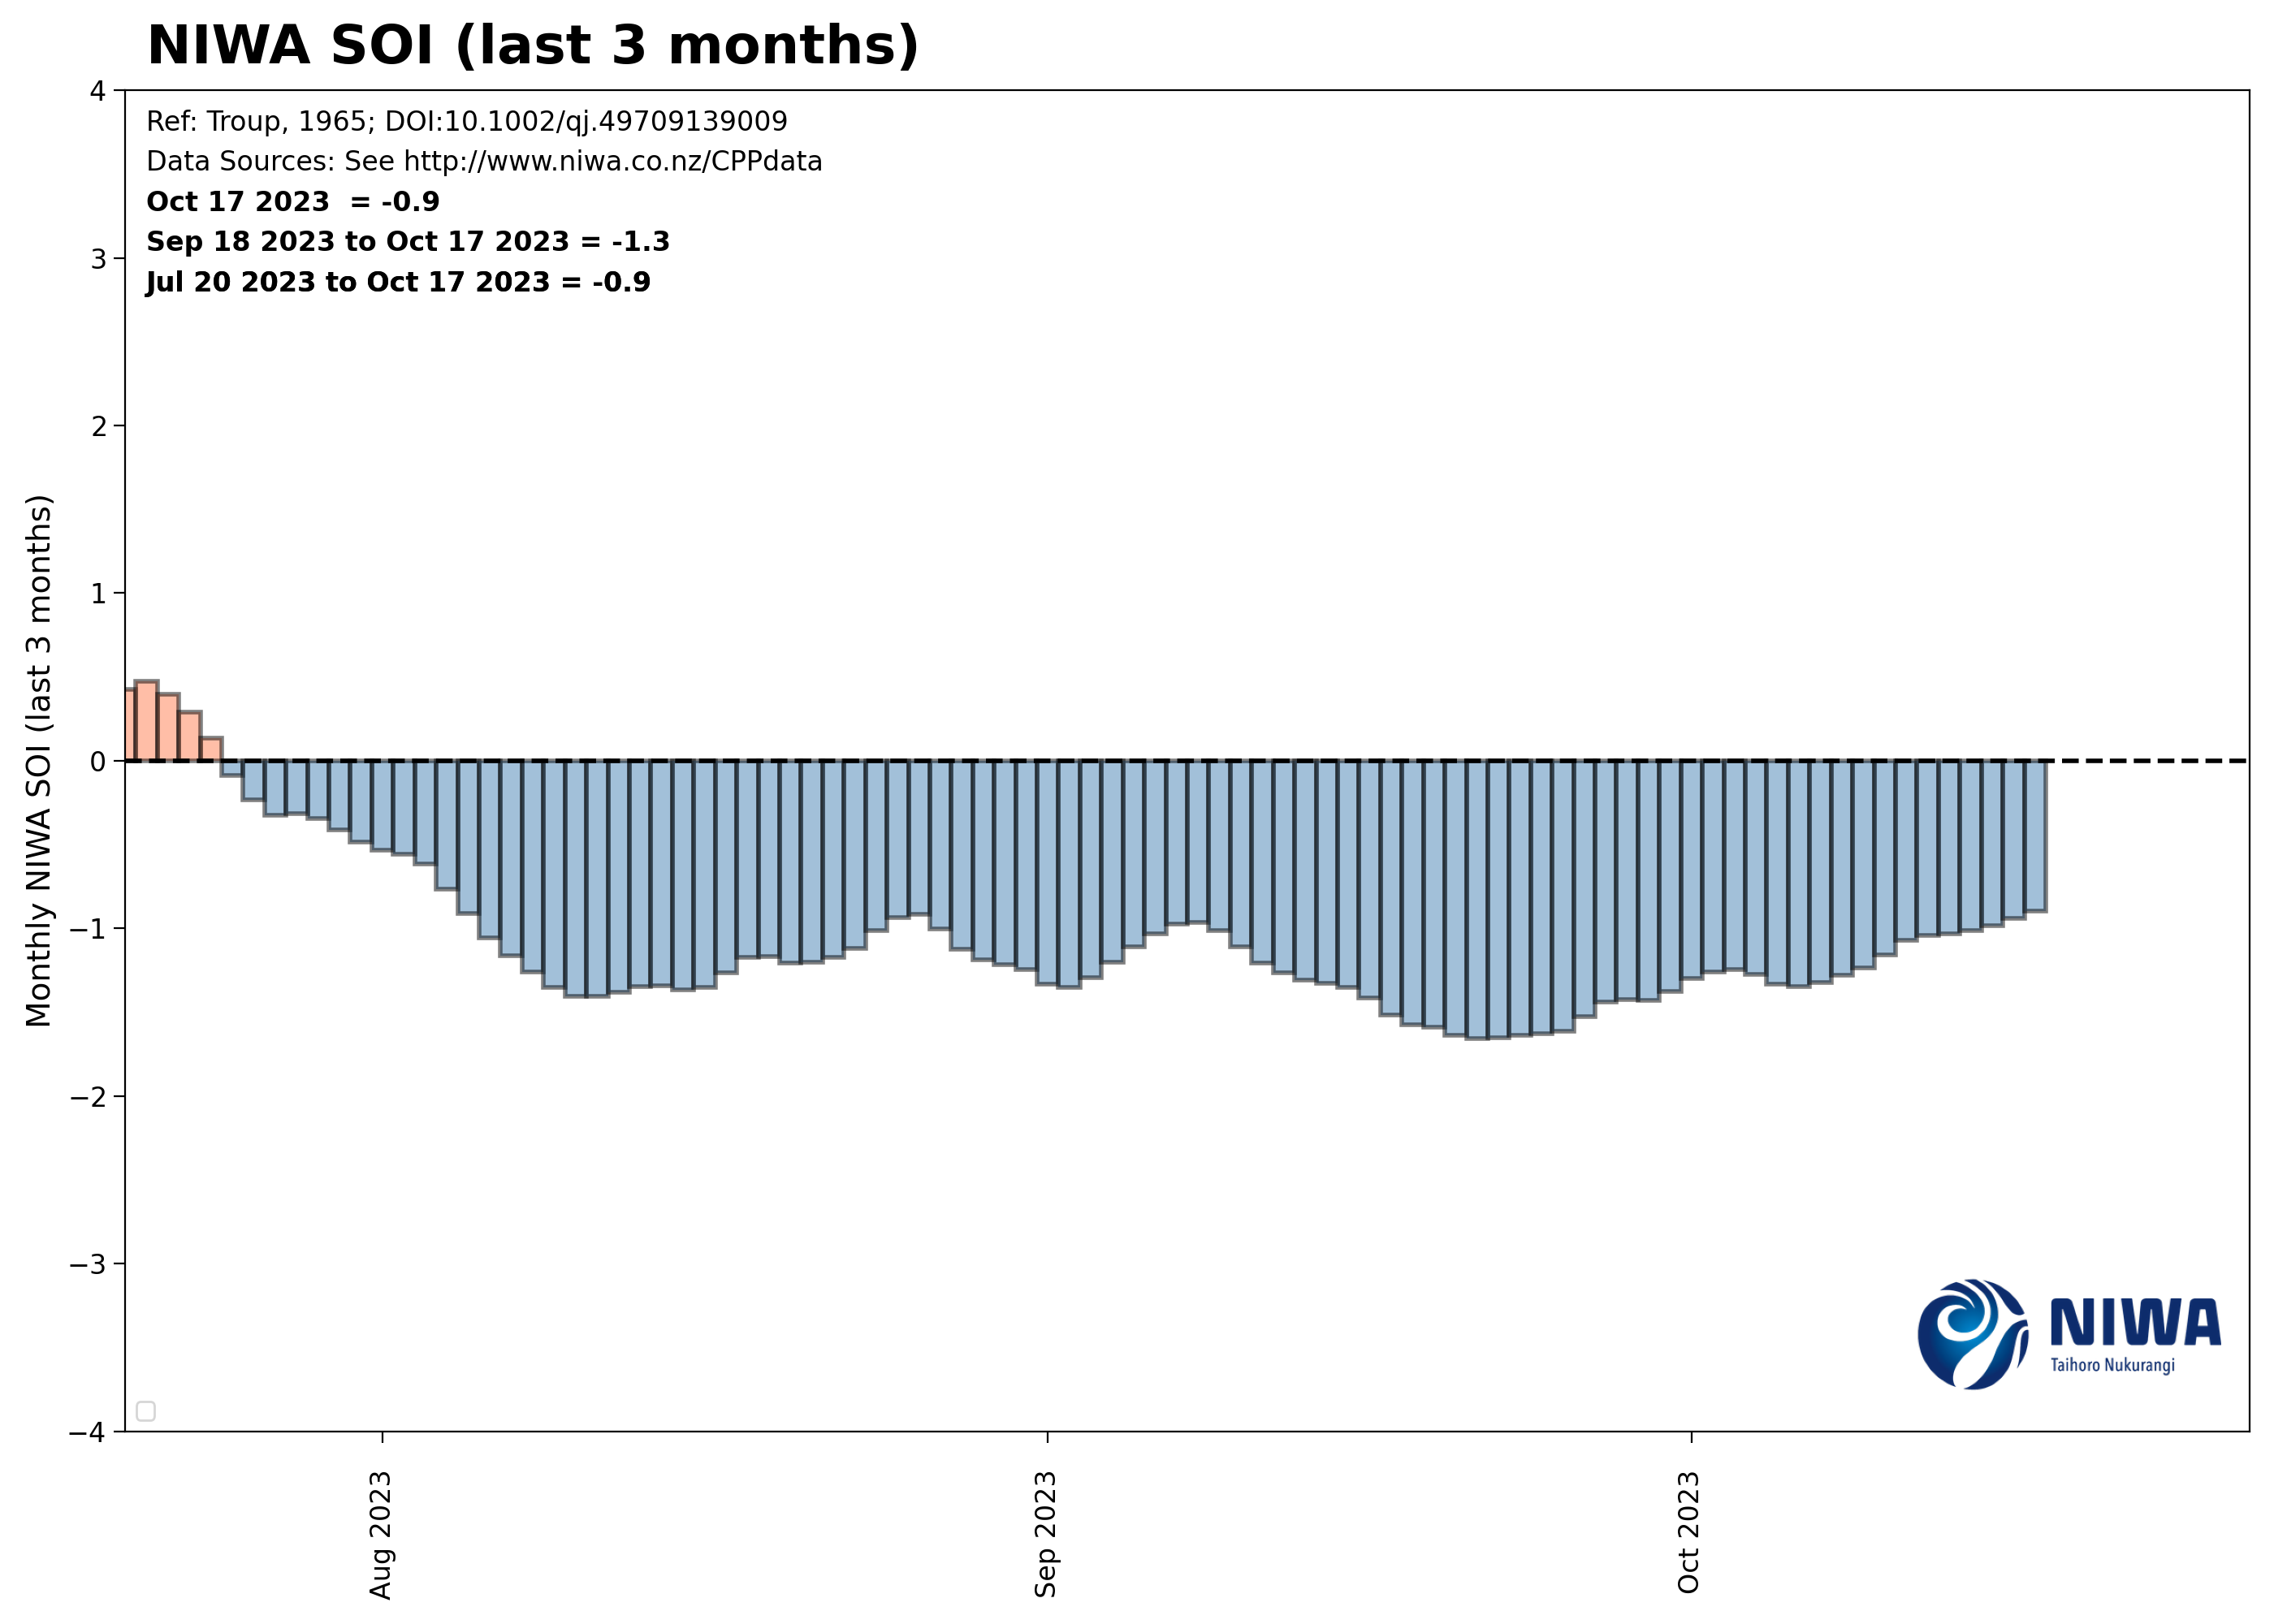 NIWA SOI (last 3 months)
Ref: Troup, 1965; DOI:10.1002/qj.49709139009
Data Sources: See http://www.niwa.co.nz/CPPdata
Oct 17 2023  = -0.9
Sep 18 2023 to Oct 17 2023 = -1.3
Jul 20 2023 to Oct 17 2023 = -0.9
Monthly NIWA SOI (last 3 months)
4
3
2
1
0
−1
−2
−3
−4
Aug 2023
Sep 2023
Oct 2023
NIWA
Taihoro Nukurangi